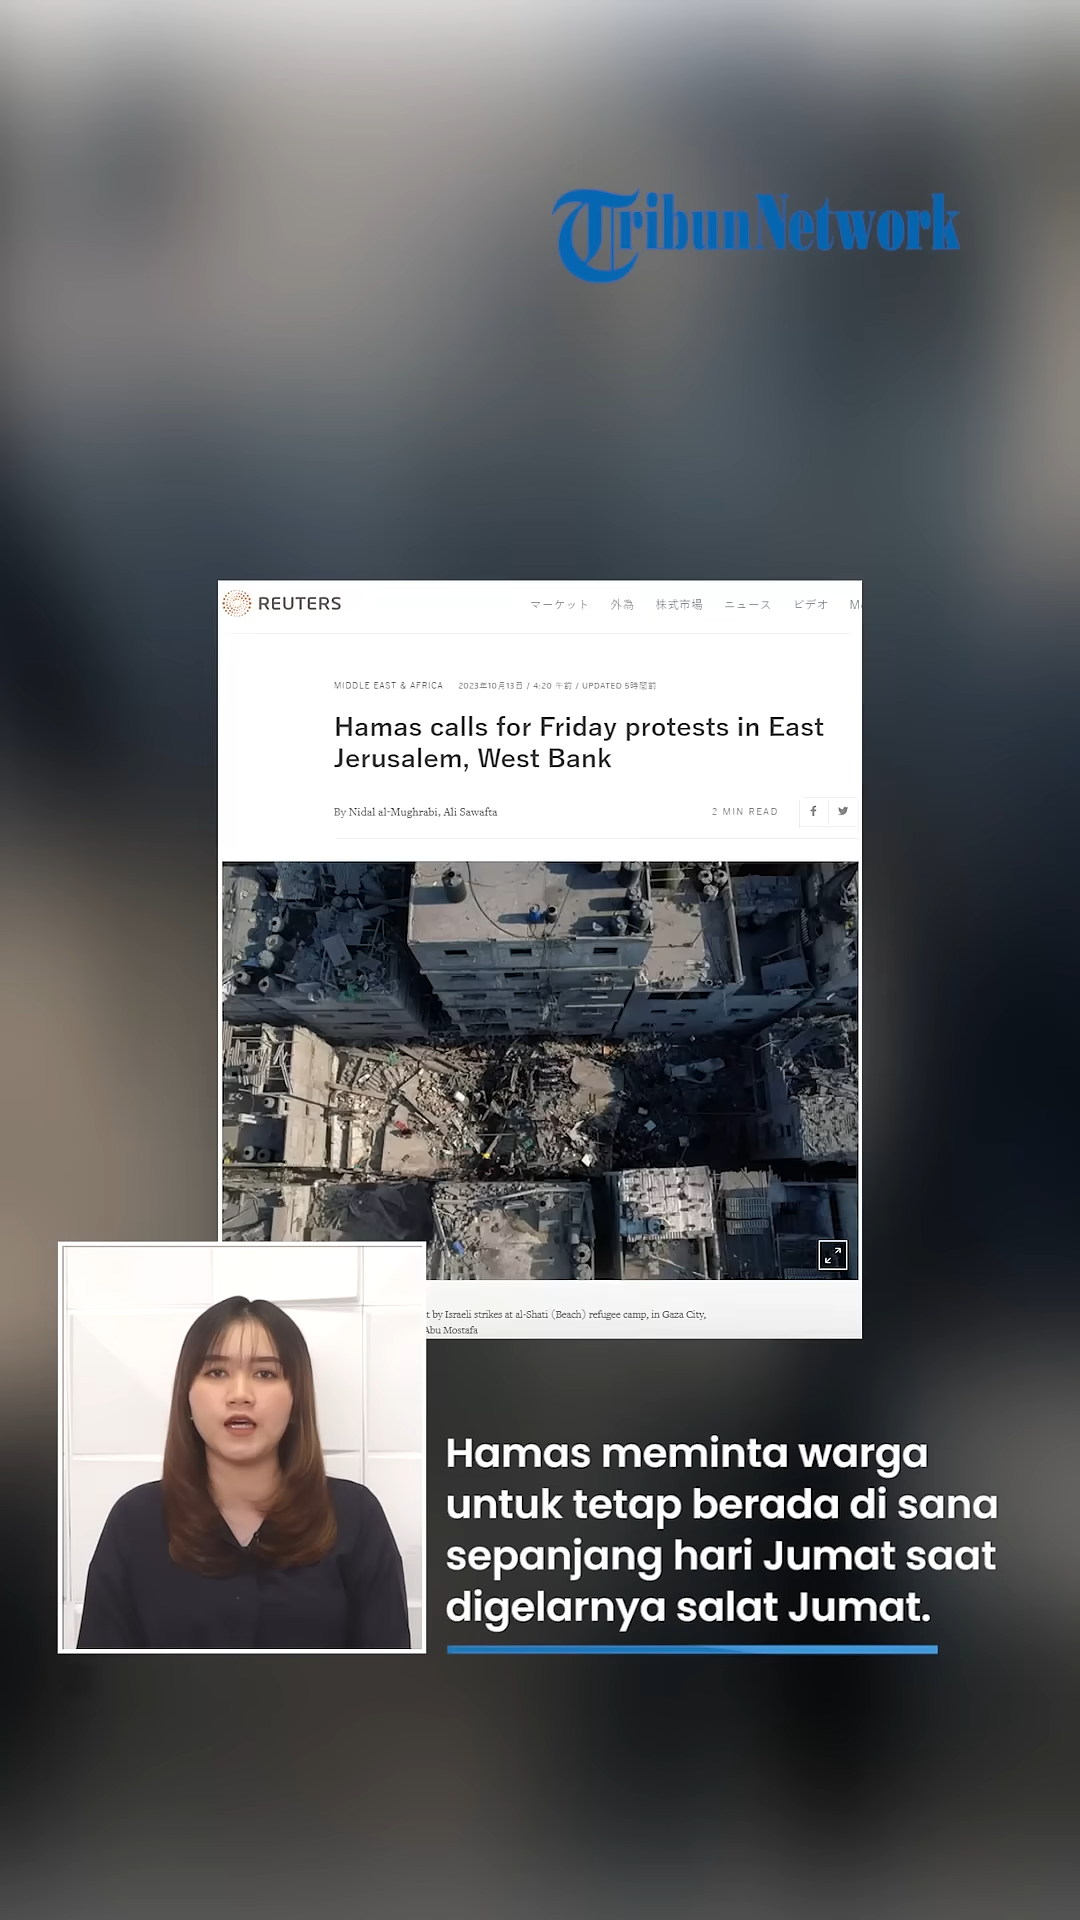 TribunNetwork
REUTERS
マーケット 外為 株式市場 ニュース ビデオ
MIDDLE EAST & AFRICA 2023年10月13日 / 4:20 午前 / UPDATED 5時間前
Hamas calls for Friday protests in East
Jerusalem, West Bank
By Nidal al-Mughrabi, Ali Sawafta
2 MIN READ
t by Israeli strikes at al-Shati (Beach) refugee camp, in Gaza City,
Abu Mostafa
Hamas meminta warga
untuk tetap berada di sana
sepanjang hari Jumat saat
digelarnya salat Jumat.